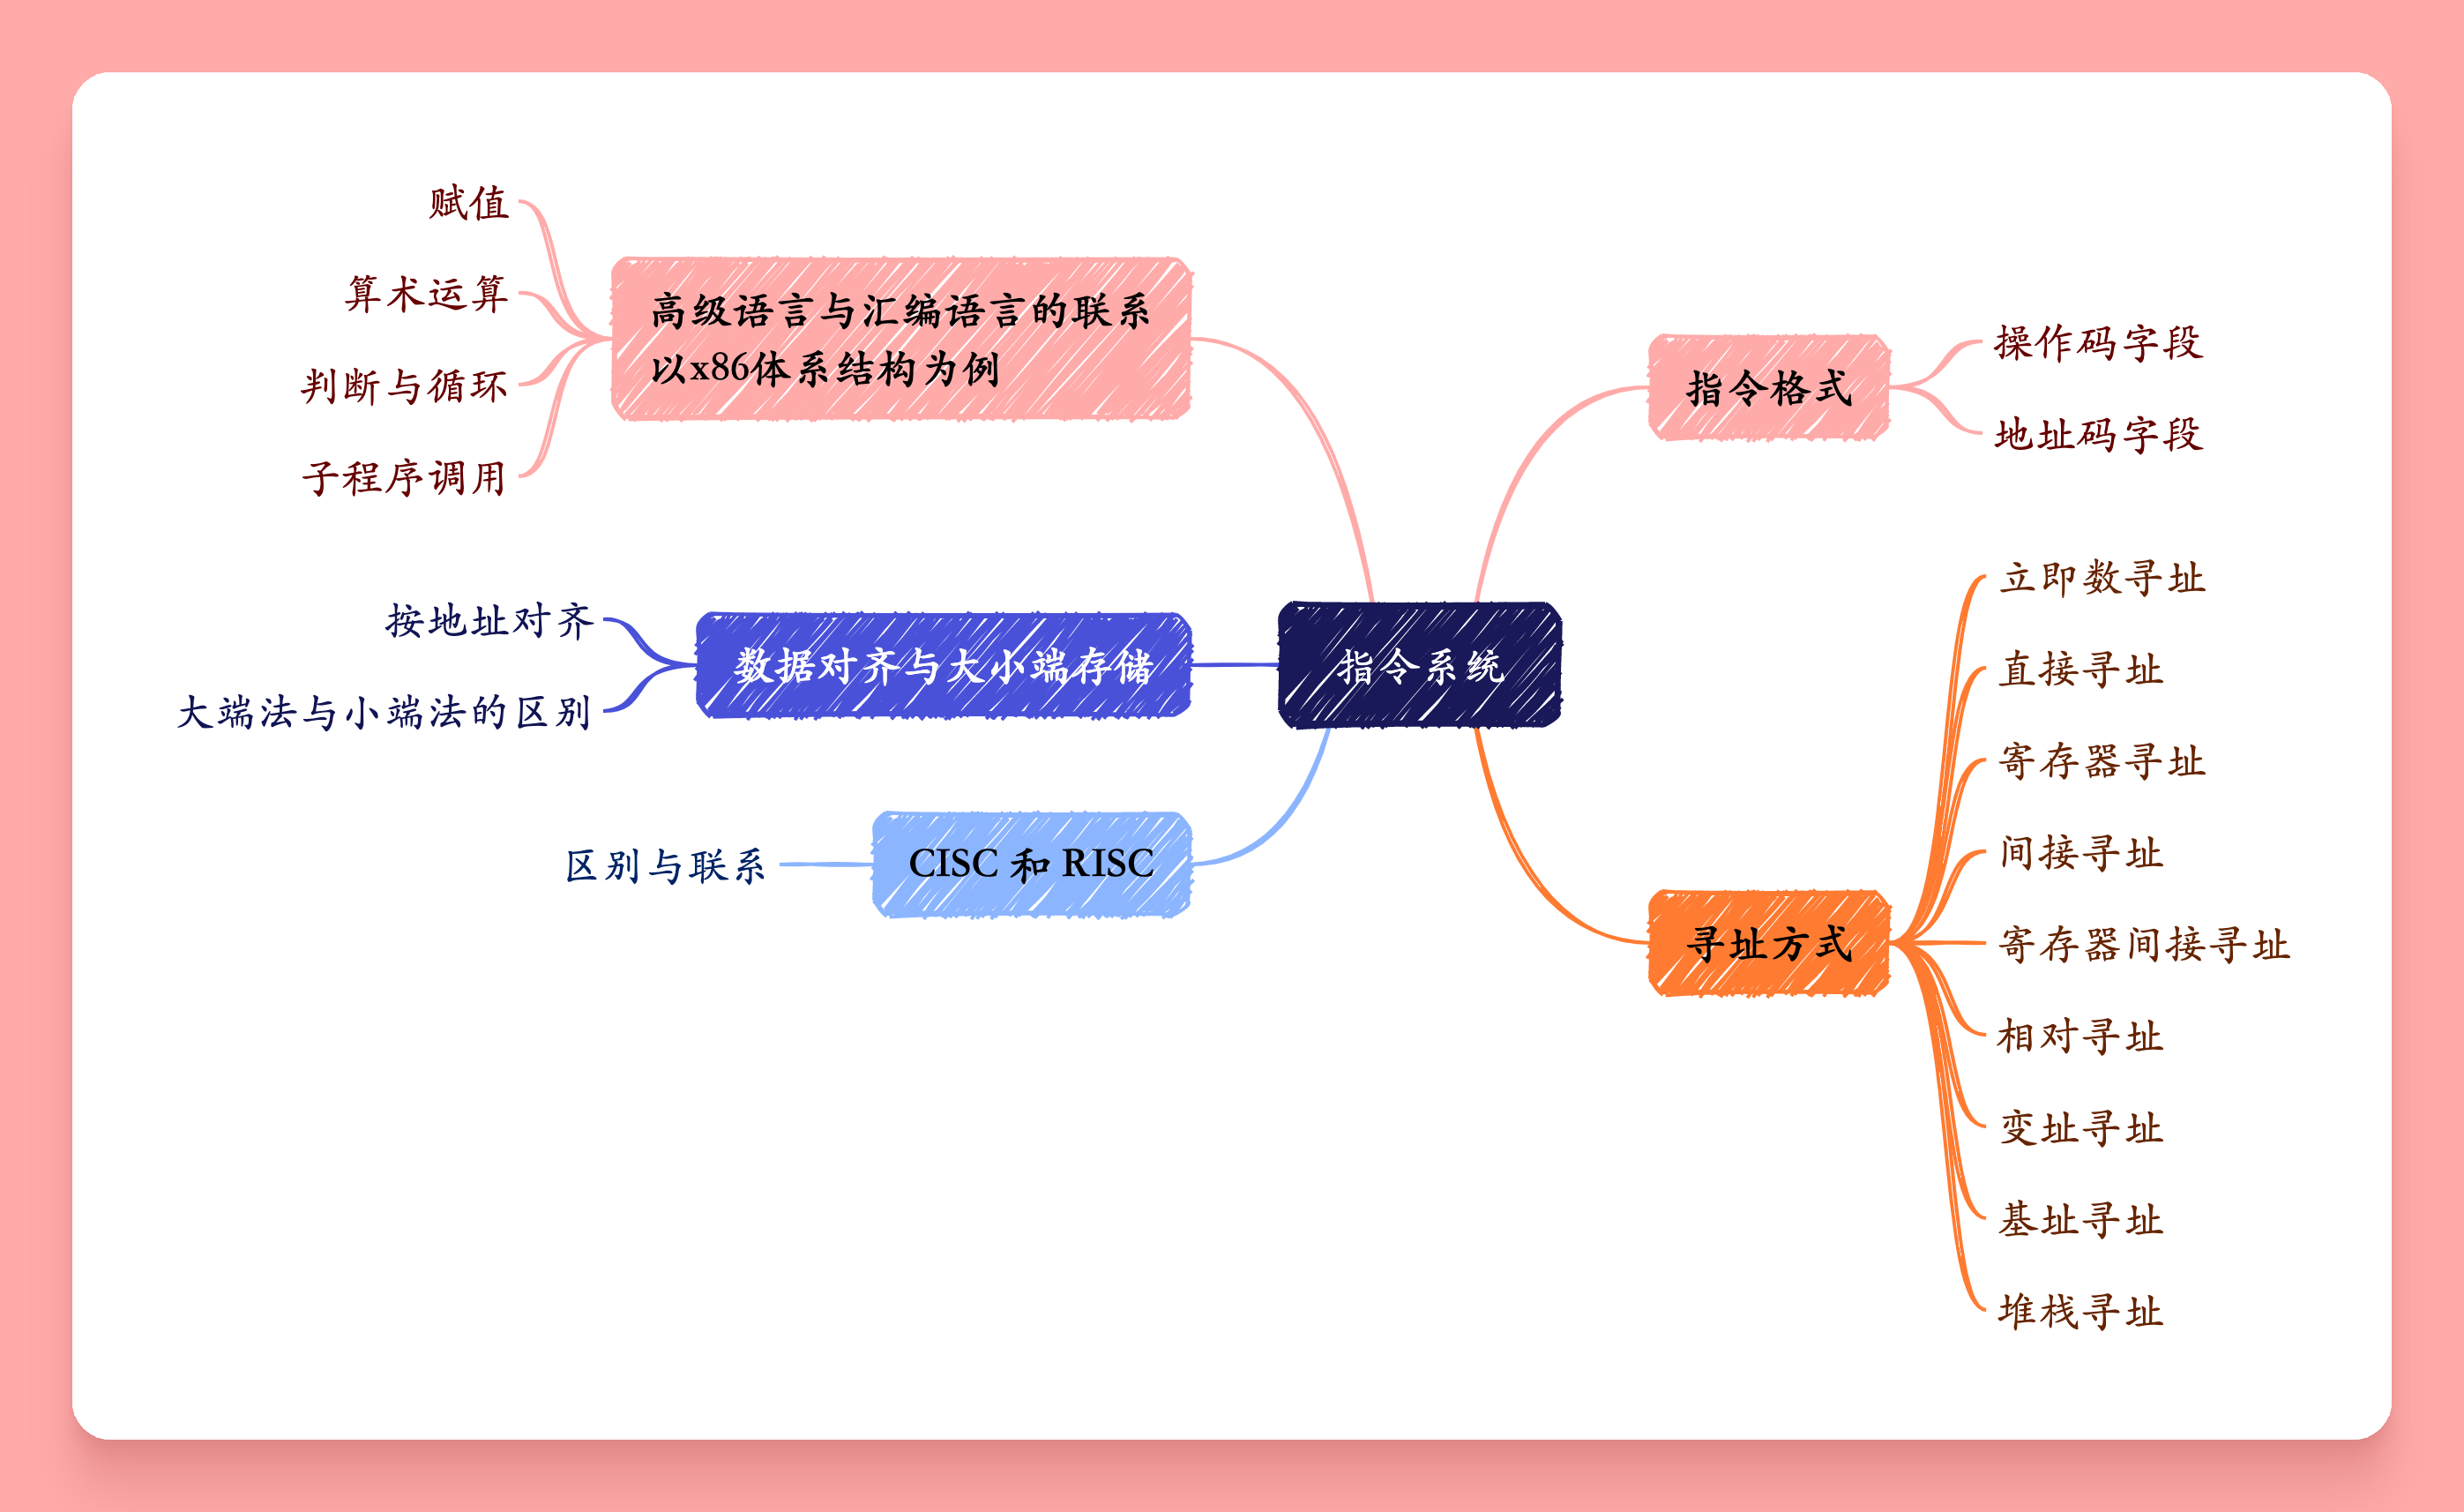 指令系统
指令格式
操作码字段
地址码字段
寻址方式
立即数寻址
直接寻址
寄存器寻址
间接寻址
寄存器间接寻址
相对寻址
变址寻址
基址寻址
堆栈寻址
高级语言与汇编语言的联系
以x86体系结构为例
赋值
算术运算
判断与循环
子程序调用
数据对齐与大小端存储
按地址对齐
大端法与小端法的区别
CISC 和 RISC
区别与联系